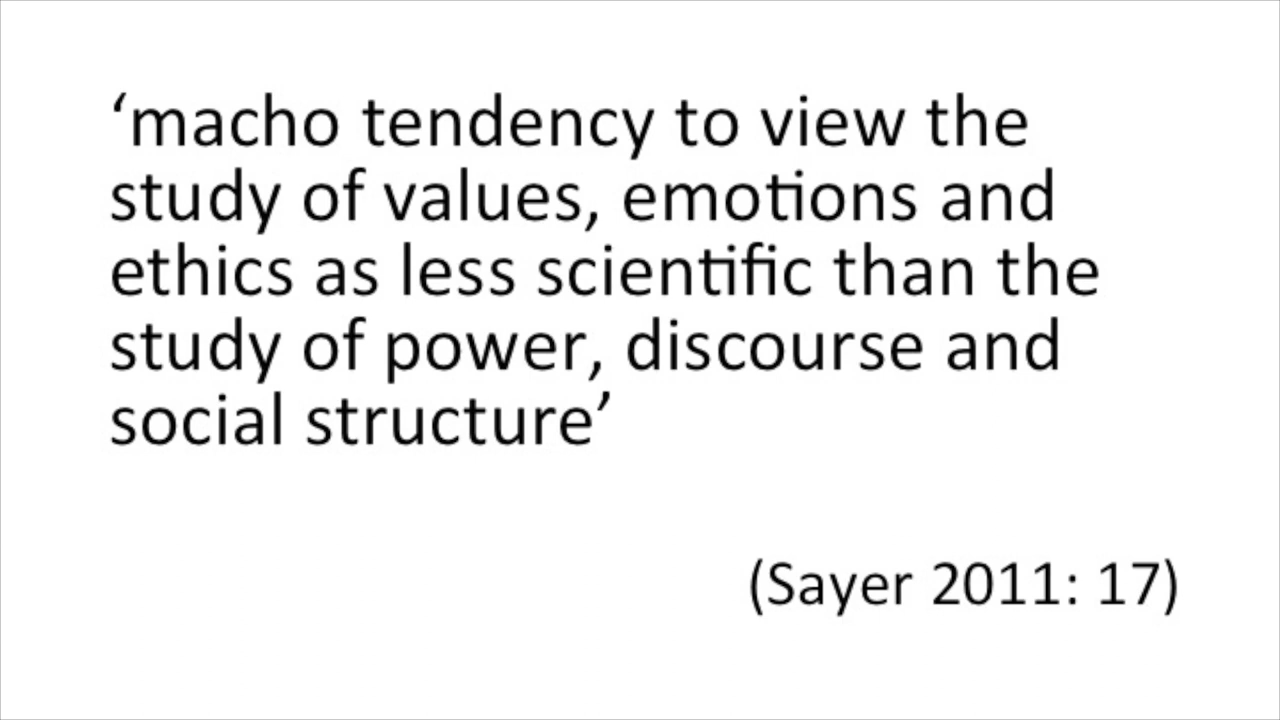 ‘macho tendency to view the
study of values, emotions and
ethics as less scientific than the
study of power, discourse and
social structure’
(Sayer 2011: 17)